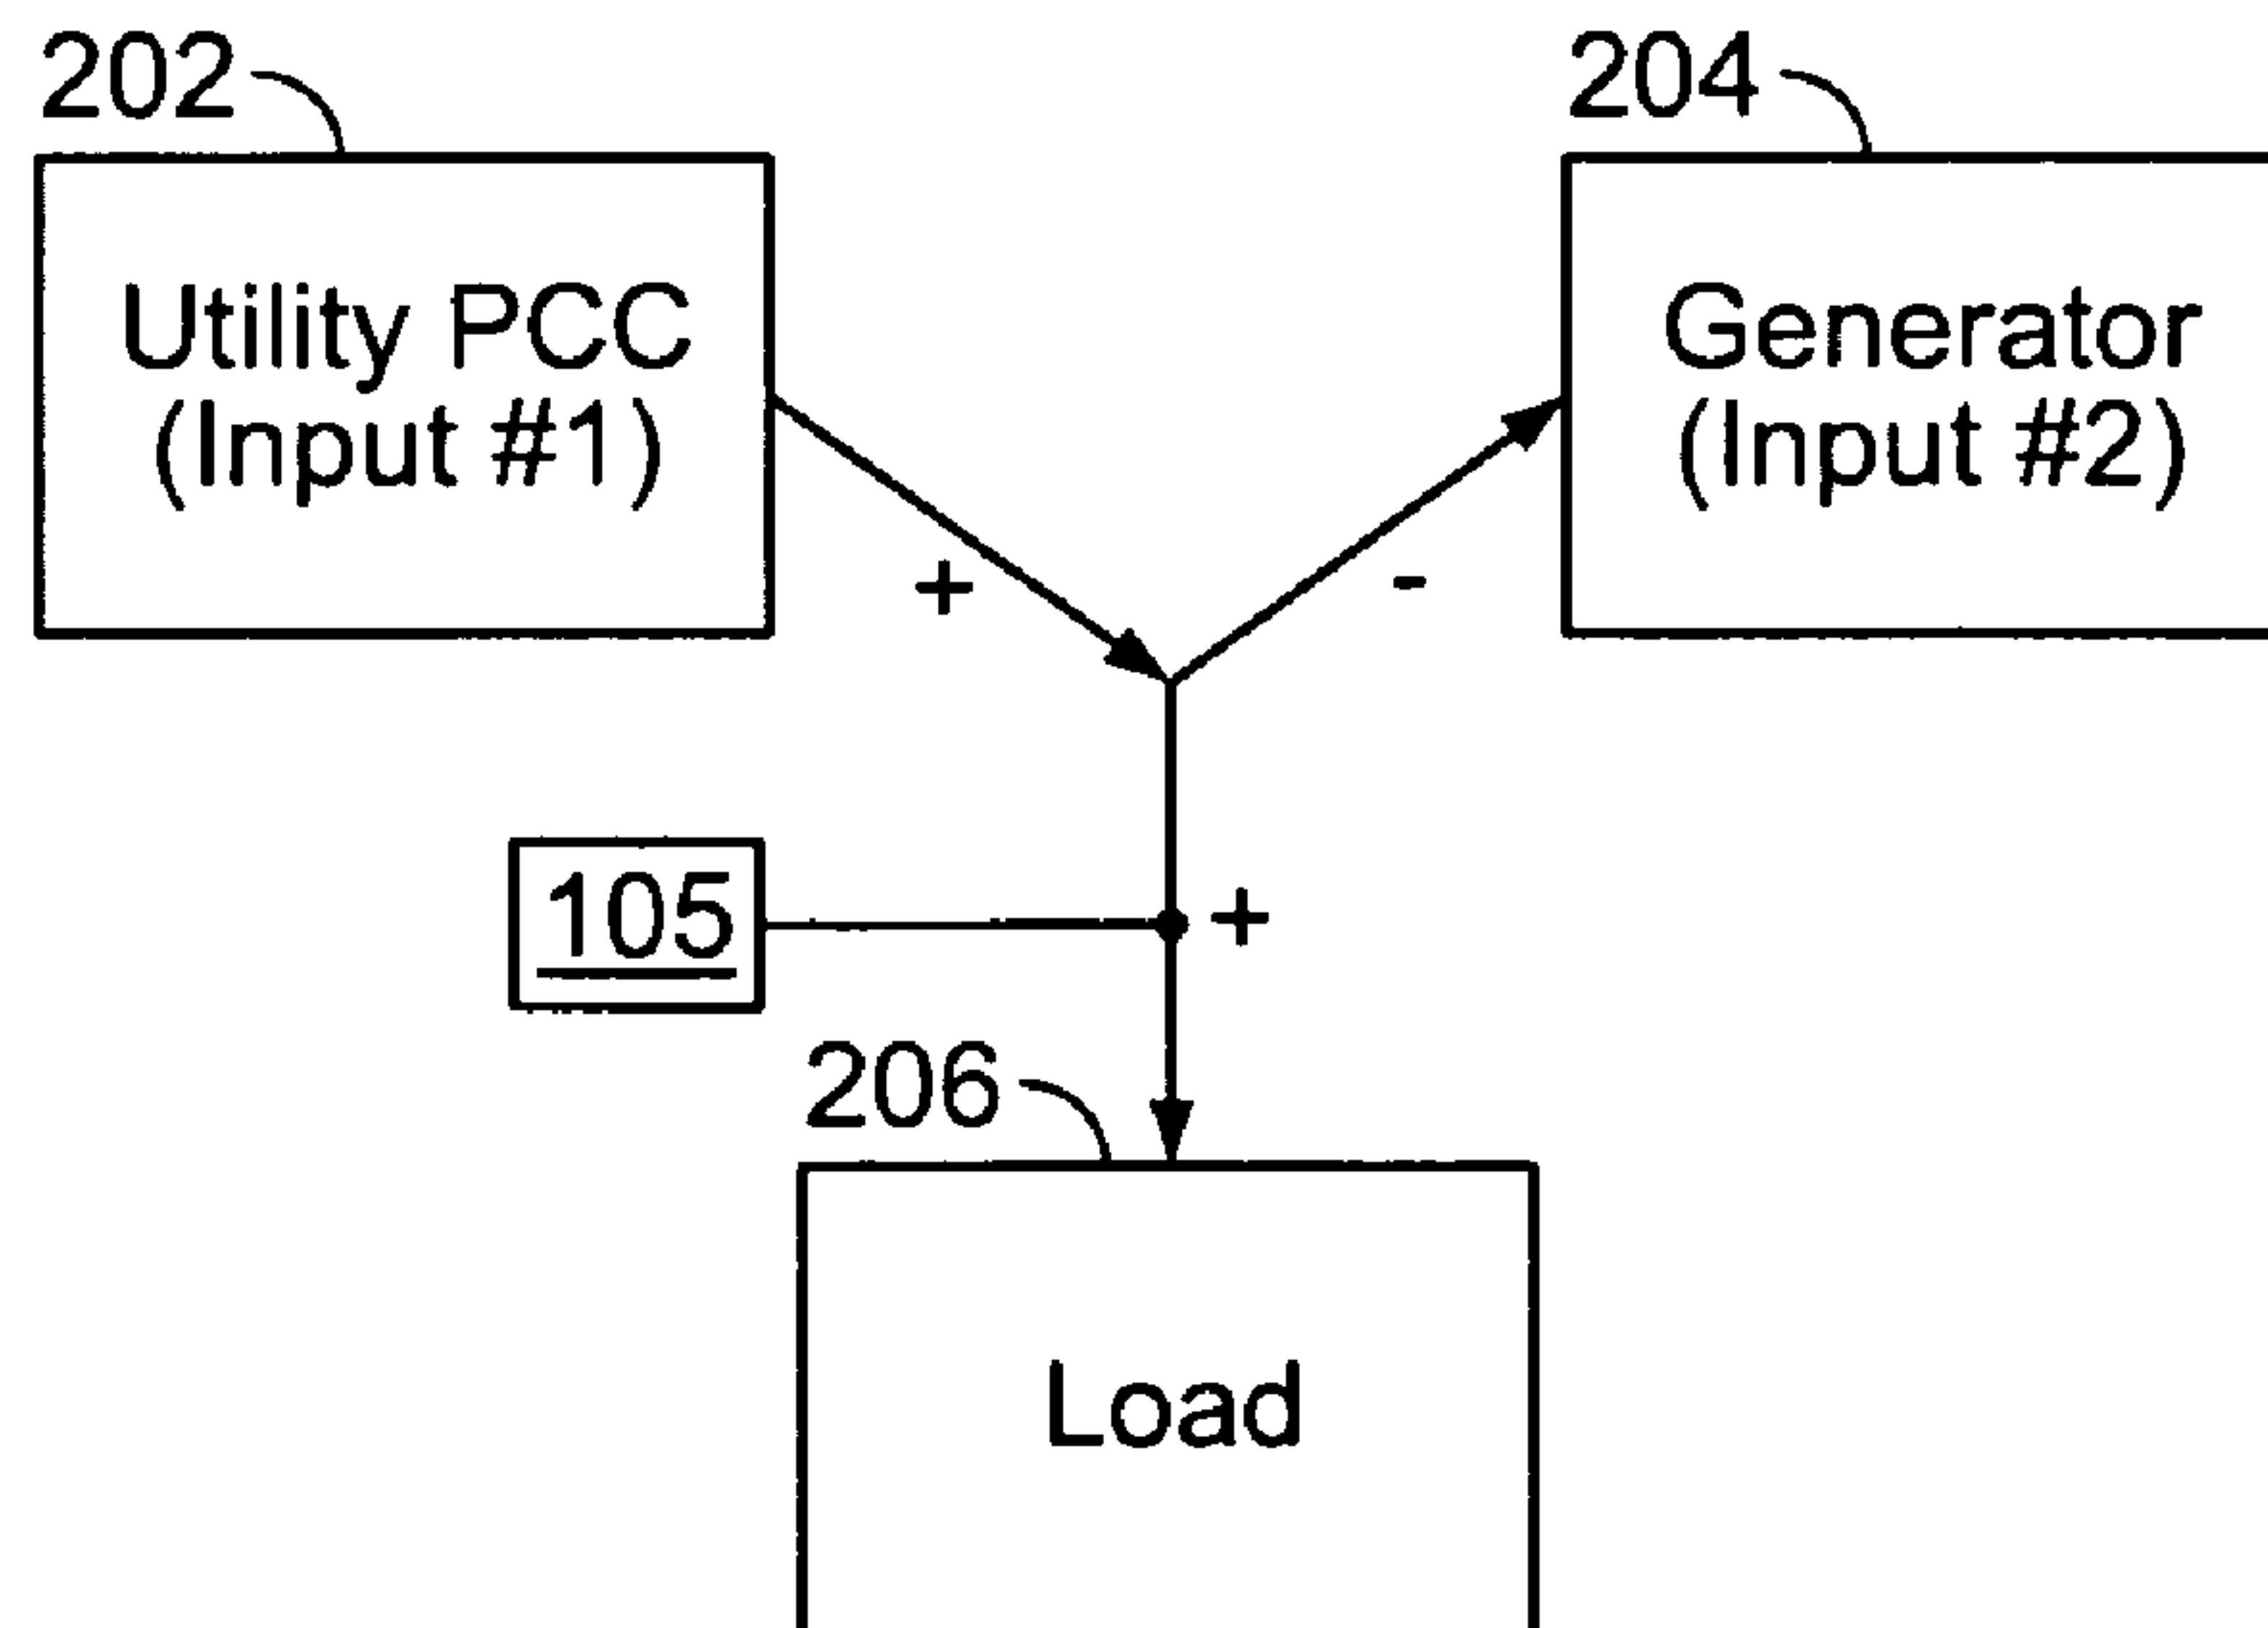 202
204
Utility PCC
(Input #1)
Generator
(Input #2)
+
-
105
+
206
Load